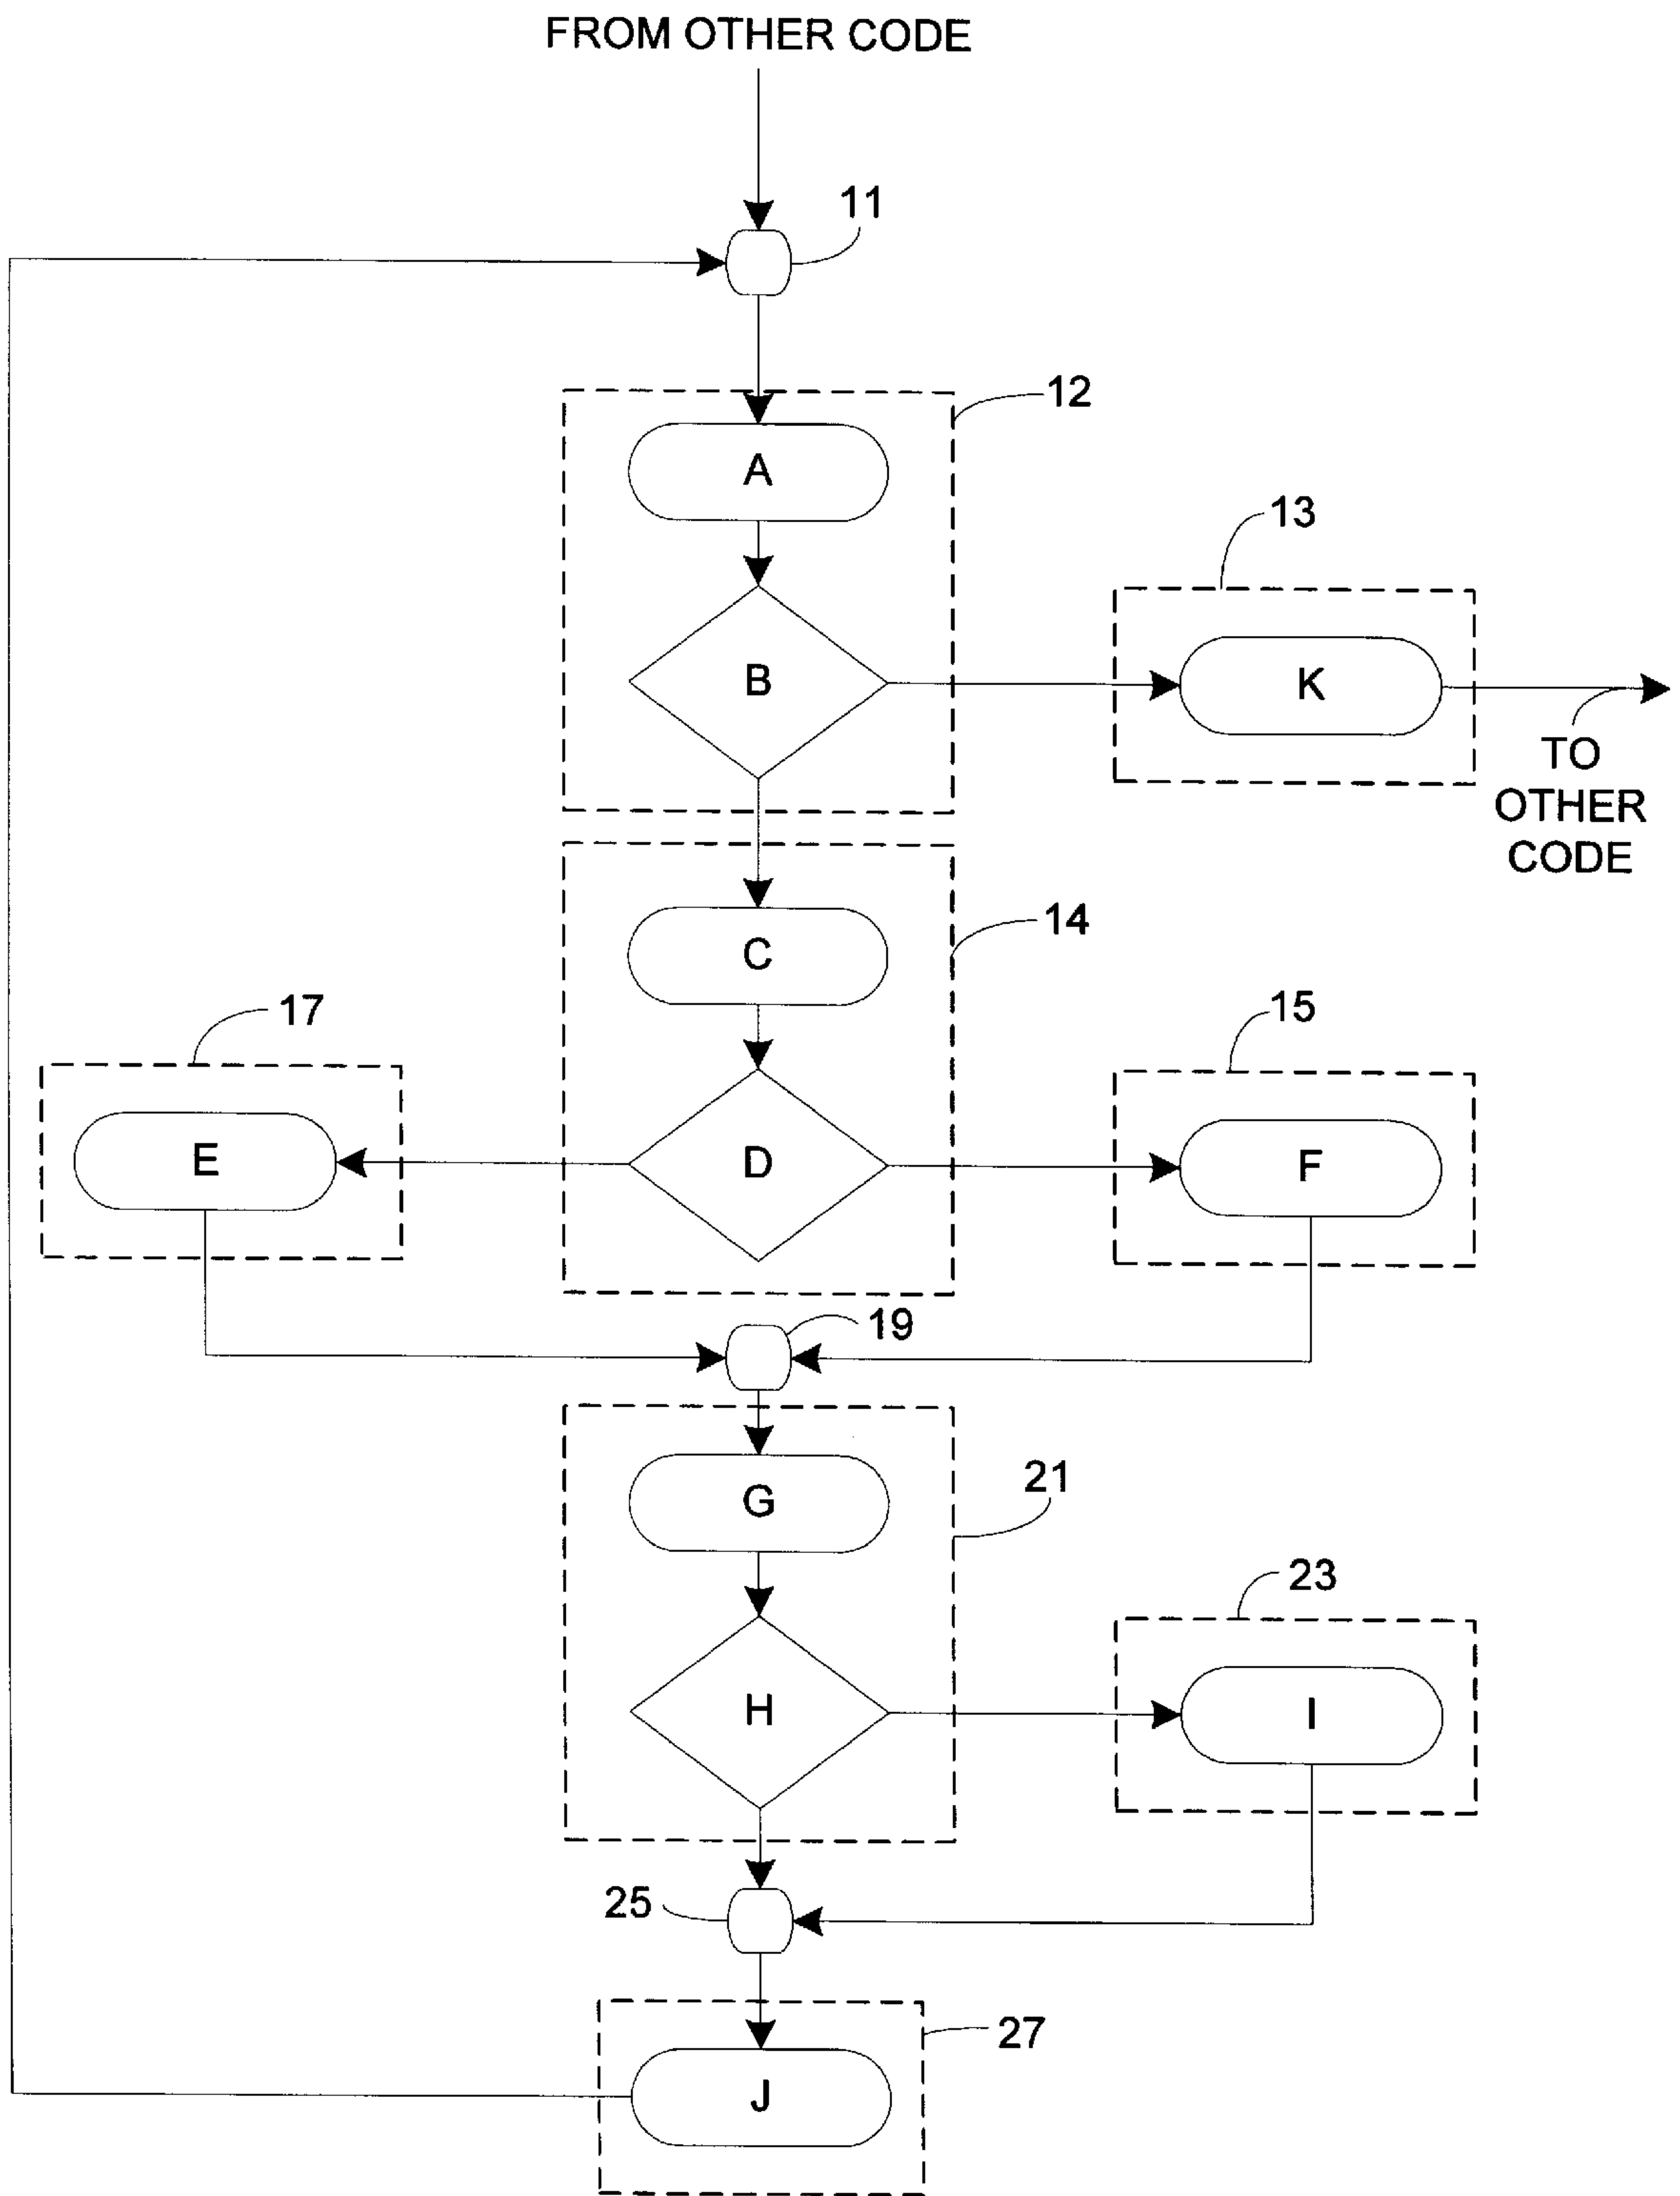 FROM OTHER CODE
11
12
A
13
B
K
TO
OTHER
CODE
14
C
17
15
E
D
F
19
G
21
23
H
I
25
27
J